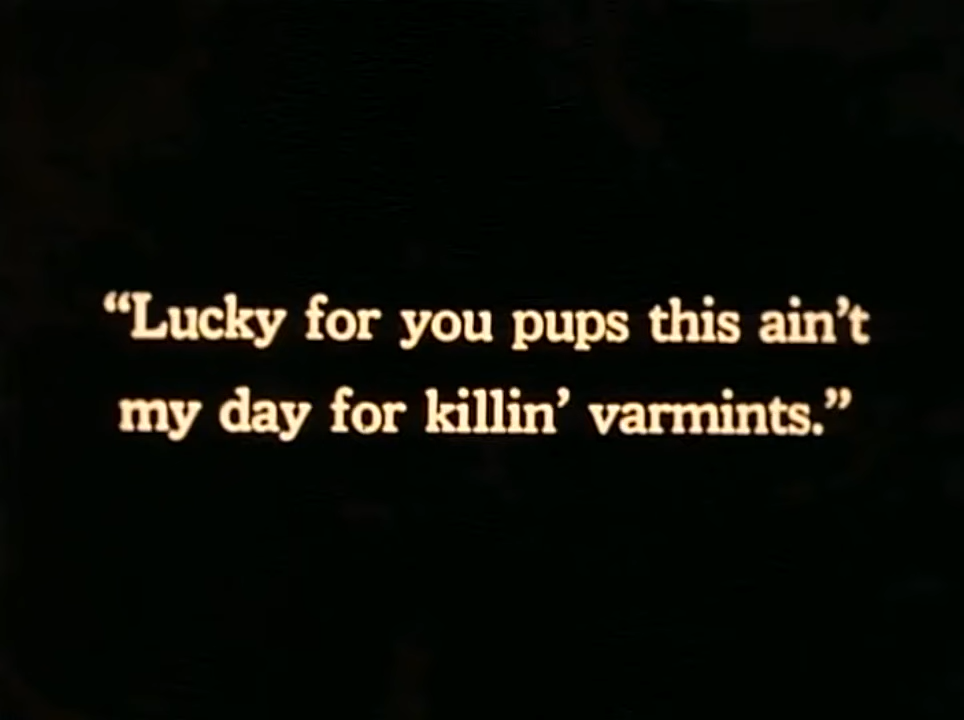 “Lucky for you pups this ain’t
my day for killin’ varmints.”